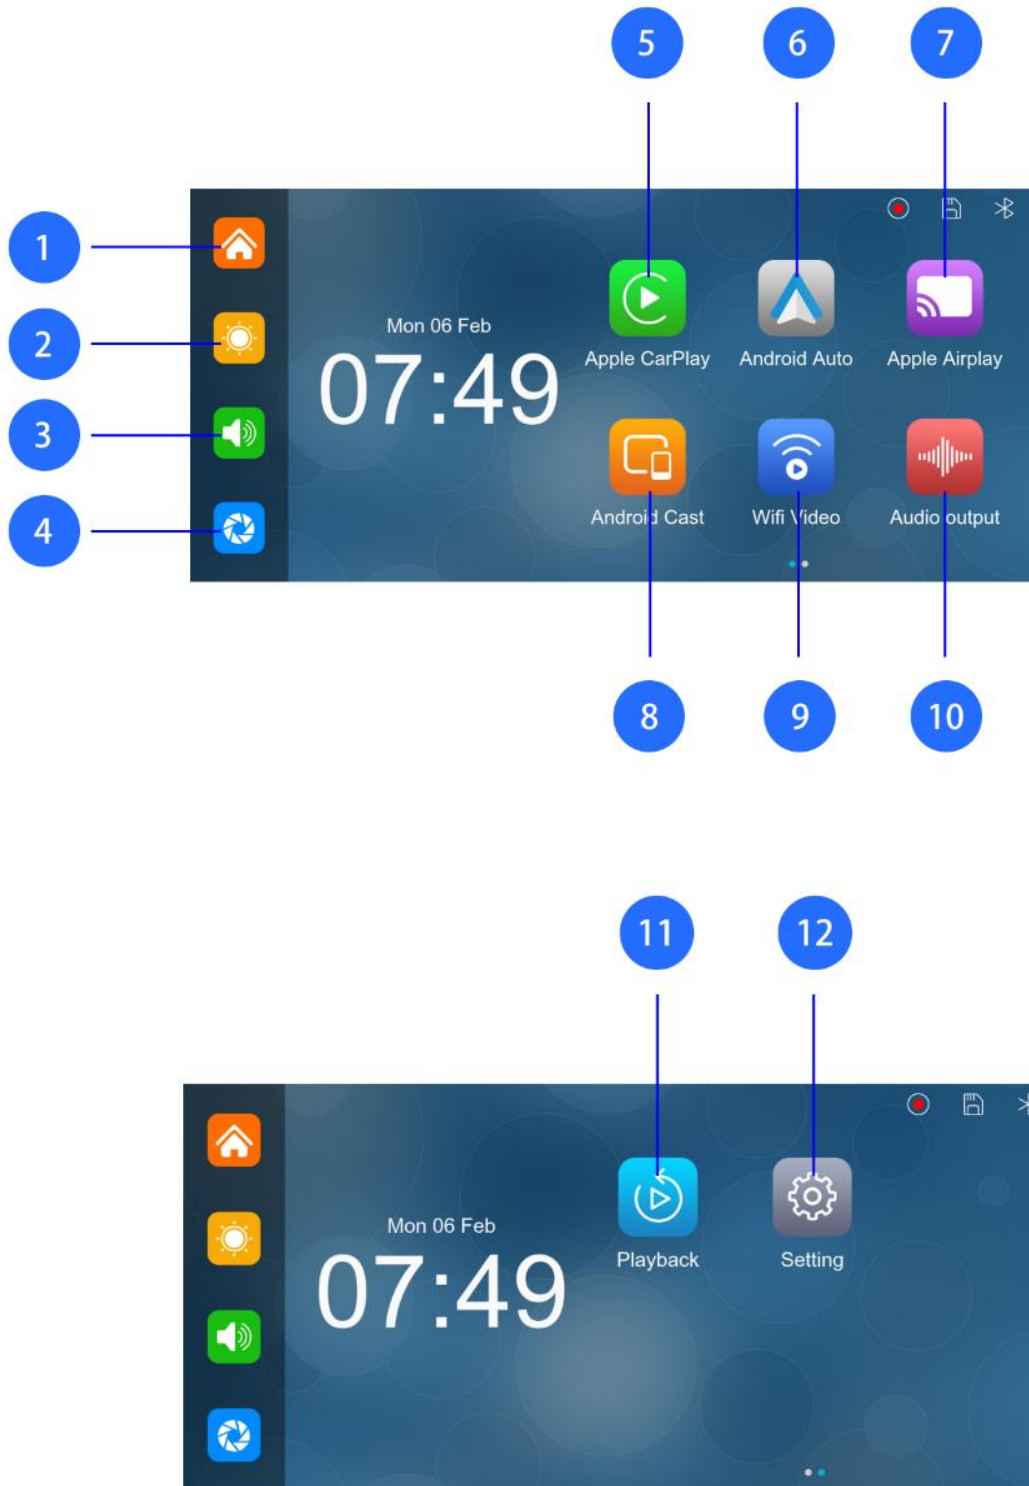 5 6 7
1
2
3
4
Mon 06 Feb
07:49
Apple CarPlay Android Auto Apple Airplay
Android Cast Wifi Video Audio output
8 9 10
11 12
Mon 06 Feb
07:49
Playback Setting